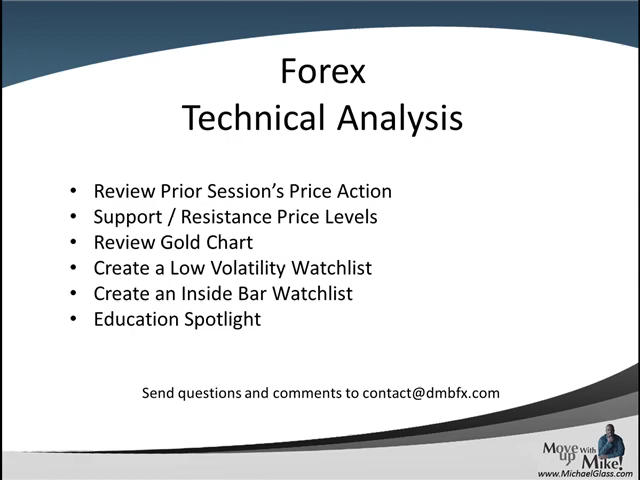 Forex
Technical Analysis
• Review Prior Session's Price Action
• Support / Resistance Price Levels
• Review Gold Chart
• Create a Low Volatility Watchlist
• Create an Inside Bar Watchlist
• Education Spotlight
Send questions and comments to contact@dmbfx.com
Move up With Mike!
www.MichaelGlass.com